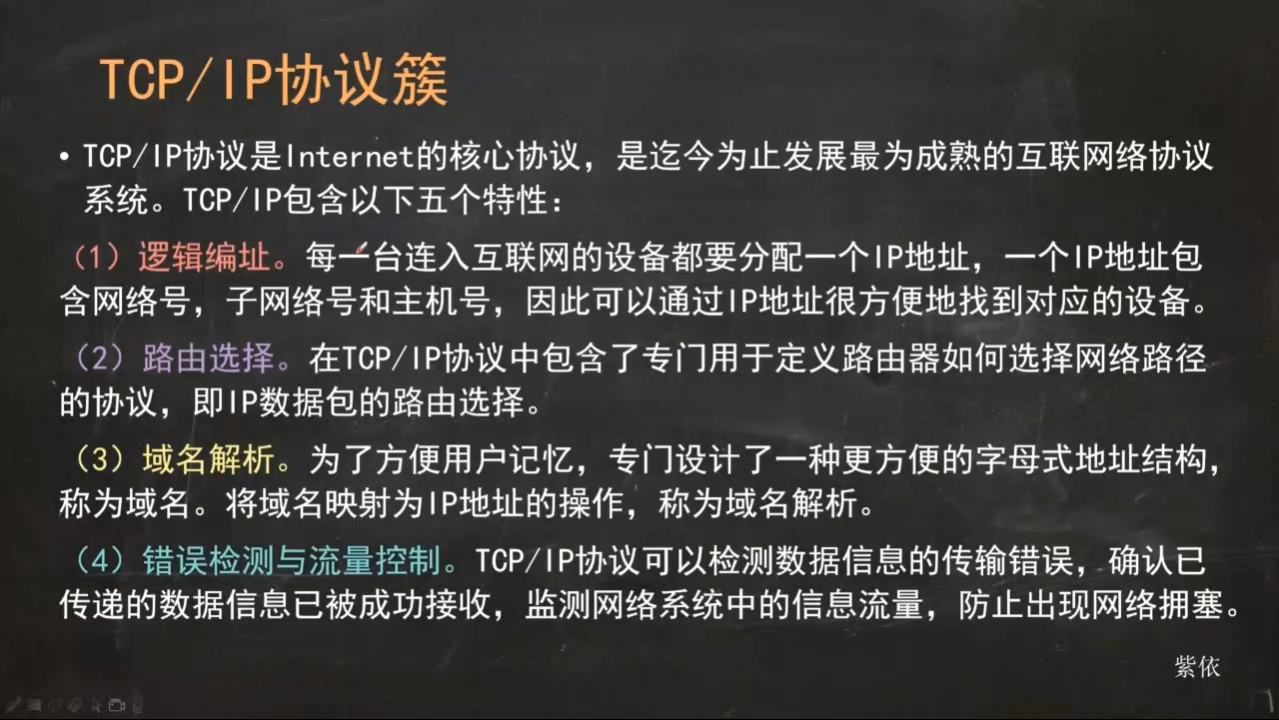 TCP/IP协议簇
• TCP/IP协议是Internet的核心协议，是迄今为止发展最为成熟的互联网络协议
系统。TCP/IP包含以下五个特性：
（1）逻辑编址。每一台连入互联网的设备都要分配一个IP地址，一个IP地址包
含网络号，子网络号和主机号，因此可以通过IP地址很方便地找到对应的设备。
（2）路由选择。在TCP/IP协议中包含了专门用于定义路由器如何选择网络路径
的协议，即IP数据包的路由选择。
（3）域名解析。为了方便用户记忆，专门设计了一种更方便的字母式地址结构，
称为域名。将域名映射为IP地址的操作，称为域名解析。
（4）错误检测与流量控制。TCP/IP协议可以检测数据信息的传输错误，确认已
传递的数据信息已被成功接收，监测网络系统中的信息流量，防止出现网络拥塞。
紫依